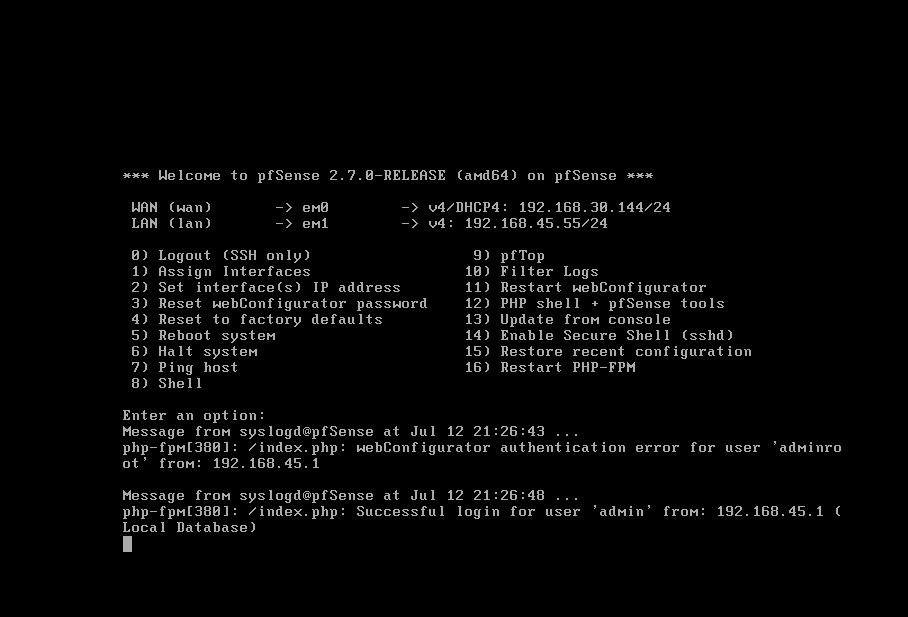 *** Welcome to pfSense 2.7.0-RELEASE (amd64) on pfSense ***
WAN (wan)       -> em0        -> v4/DHCP4: 192.168.30.144/24
LAN (lan)       -> em1        -> v4: 192.168.45.55/24
0) Logout (SSH only)                  9) pfTop
1) Assign Interfaces                 10) Filter Logs
2) Set interface(s) IP address       11) Restart webConfigurator
3) Reset webConfigurator password    12) PHP shell + pfSense tools
4) Reset to factory defaults         13) Update from console
5) Reboot system                     14) Enable Secure Shell (sshd)
6) Halt system                       15) Restore recent configuration
7) Ping host                         16) Restart PHP-FPM
8) Shell
Enter an option:
Message from syslogd@pfSense at Jul 12 21:26:43 ...
php-fpm[380]: /index.php: webConfigurator authentication error for user 'adminro
ot' from: 192.168.45.1
Message from syslogd@pfSense at Jul 12 21:26:48 ...
php-fpm[380]: /index.php: Successful login for user 'admin' from: 192.168.45.1 (
Local Database)